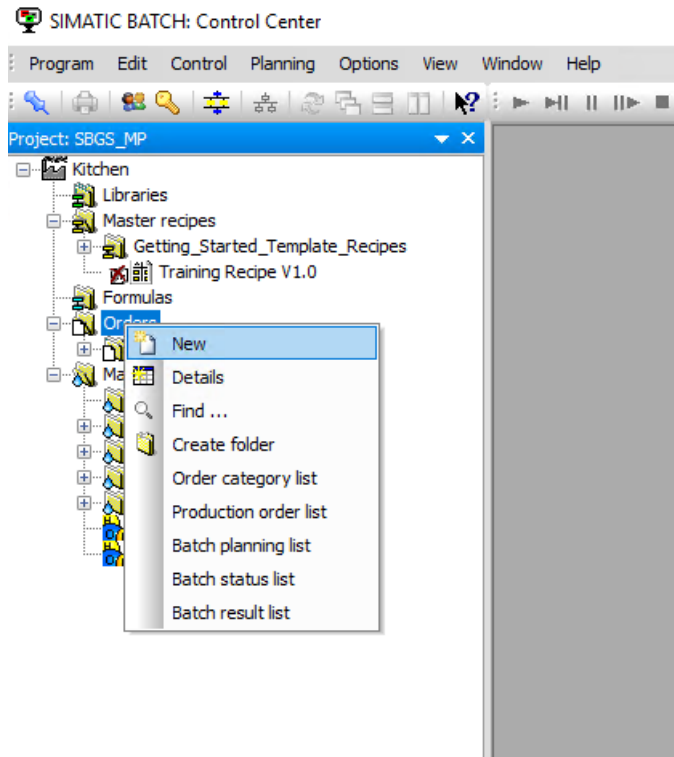 SIMATIC BATCH: Control Center
Program Edit Control Planning Options View Window Help
Project: SBGS_MP
Kitchen
Libraries
Master recipes
Getting_Started_Template_Recipes
Training Recipe V1.0
Formulas
Orders
New
Ma
Details
Find ...
Create folder
Order category list
Production order list
Batch planning list
Batch status list
Batch result list